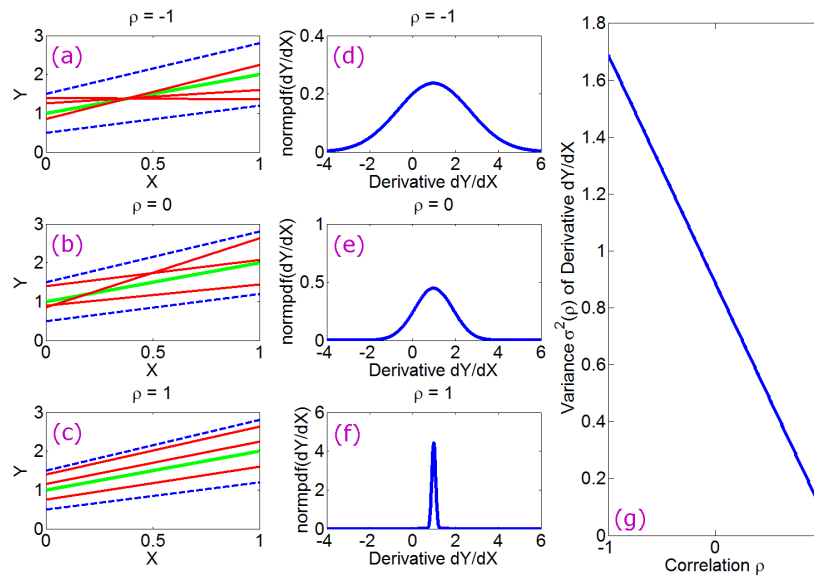 ρ = -1
(a)
Y
3
2
1
0
0
0.5
1
X
(d)
normpdf(dY/dX)
0.4
0.2
0
-4
-2
0
2
4
6
Derivative dY/dX
ρ = 0
(b)
Y
3
2
1
0
0
0.5
1
X
ρ = 0
(e)
normpdf(dY/dX)
1
0.5
0
-4
-2
0
2
4
6
Derivative dY/dX
ρ = 1
(c)
Y
3
2
1
0
0
0.5
1
X
ρ = 1
(f)
normpdf(dY/dX)
6
4
2
0
-4
-2
0
2
4
6
Derivative dY/dX
Variance σ²(ρ) of Derivative dY/dX
1.8
1.6
1.4
1.2
1
0.8
0.6
0.4
0.2
0
(g)
-1
0
Correlation ρ